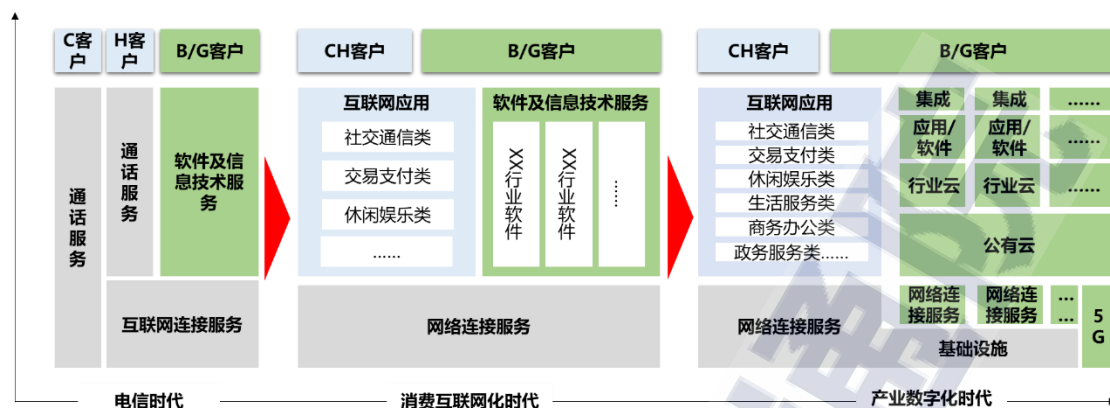 C客
户
H客
户
B/G客户
通
话
服
务
通
话
服
务
软件及信
息技术服
务
互联网连接服务
电信时代
CH客户
B/G客户
互联网应用
社交通信类
交易支付类
休闲娱乐类
......
软件及信息技术服务
XX行业软件
XX行业软件
......
网络连接服务
消费互联网化时代
CH客户
B/G客户
互联网应用
社交通信类
交易支付类
休闲娱乐类
生活服务类
商务办公类
政务服务类......
网络连接服务
集成
集成
......
应用/
软件
应用/
软件
......
行业云
行业云
......
公有云
网络连
接服务
网络连
接服务
...
...
基础设施
5
G
产业数字化时代